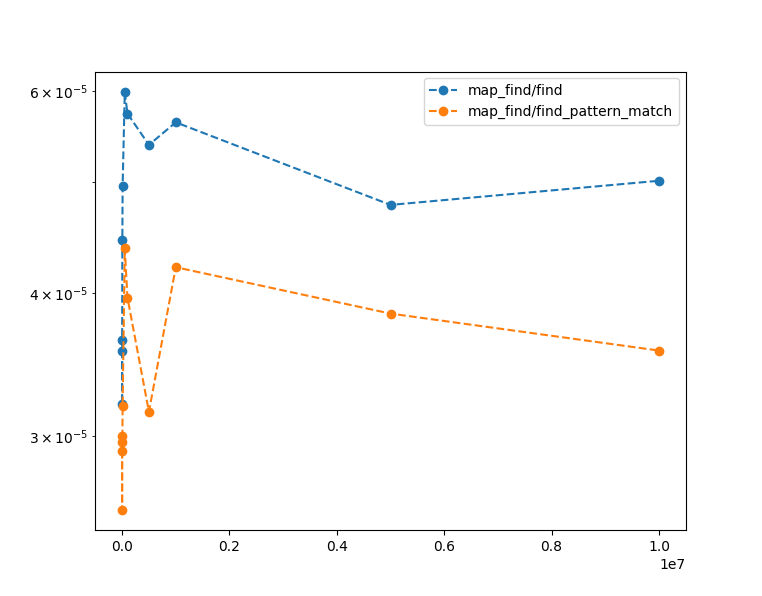 map_find/find
map_find/find_pattern_match
6 × 10⁻⁵
4 × 10⁻⁵
3 × 10⁻⁵
0.0 0.2 0.4 0.6 0.8 1.0
1e7